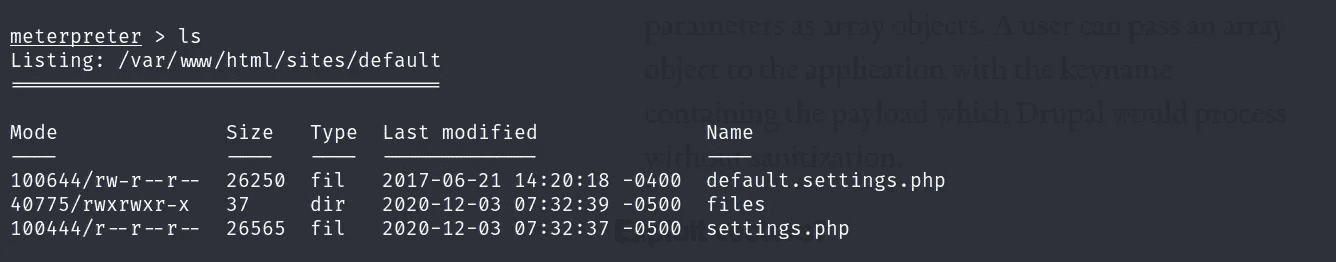 meterpreter > ls
Listing: /var/www/html/sites/default
Mode Size Type Last modified Name
100644/rw-r--r-- 26250 fil 2017-06-21 14:20:18 -0400 default.settings.php
40775/rwxrwxr-x 37 dir 2020-12-03 07:32:39 -0500 files
100444/r--r--r-- 26565 fil 2020-12-03 07:32:37 -0500 settings.php
parameters as array objects. A user can pass an array
object to the application with the keyname
containing the payload which Drupal would process
without sanitization.